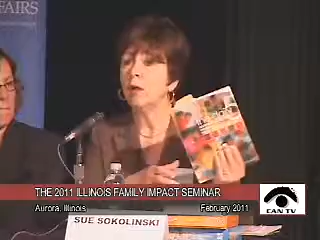 FAIRS
THE 2011 ILLINOIS FAMILY IMPACT SEMINAR
Aurora, Illinois
February 2011
CAN TV
SUE SOKOLINSKI